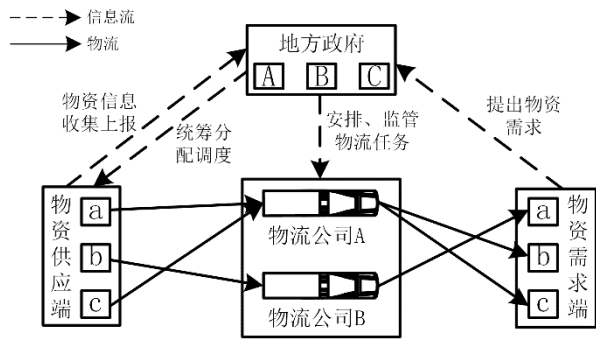 信息流
物流
地方政府
A B C
物资信息
收集上报
统筹分
配调度
安排、监管
物流任务
提出物资
需求
物资供应端
a
b
c
物流公司A
物流公司B
a
b
c
物资需求端